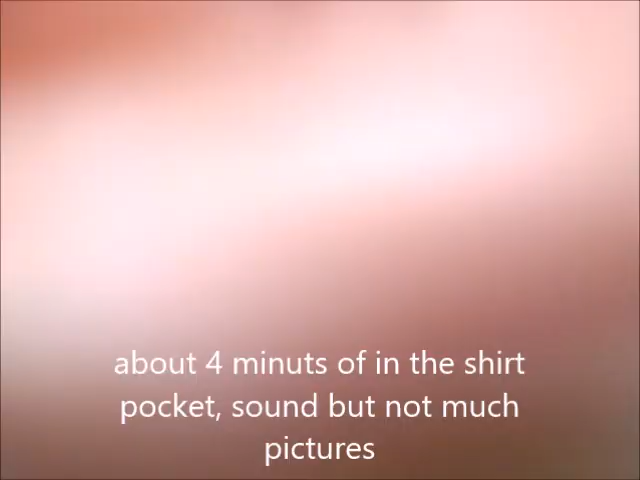 about 4 minuts of in the shirt
pocket, sound but not much
pictures